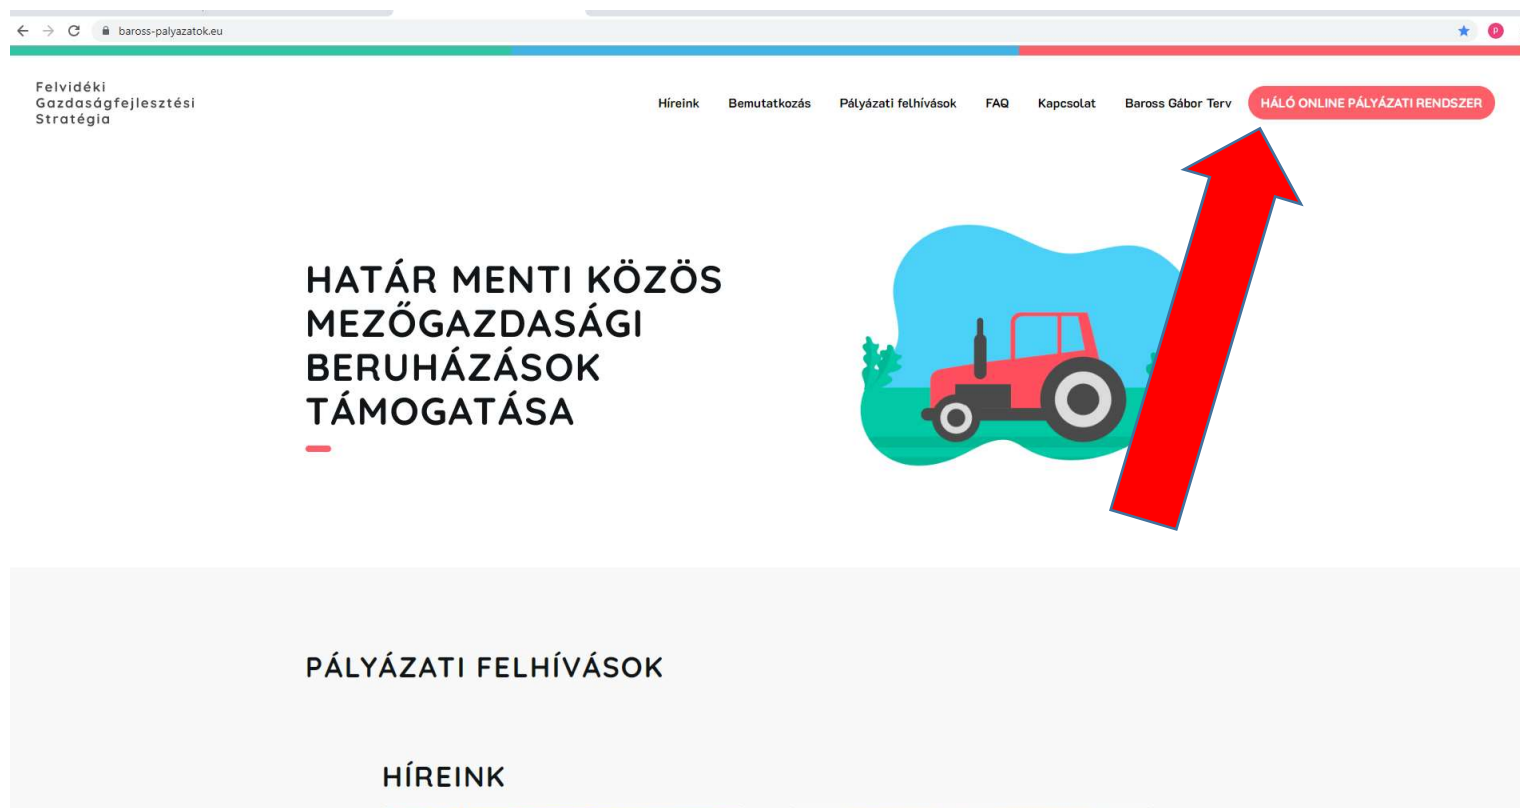 baross-palyazatok.eu
P
Felvidéki
Gazdaságfejlesztési
Stratégia
Híreink Bemutatkozás Pályázati felhívások FAQ Kapcsolat Baross Gábor Terv HÁLÓ ONLINE PÁLYÁZATI RENDSZER
HATÁR MENTI KÖZÖS
MEZŐGAZDASÁGI
BERUHÁZÁSOK
TÁMOGATÁSA
PÁLYÁZATI FELHÍVÁSOK
HÍREINK